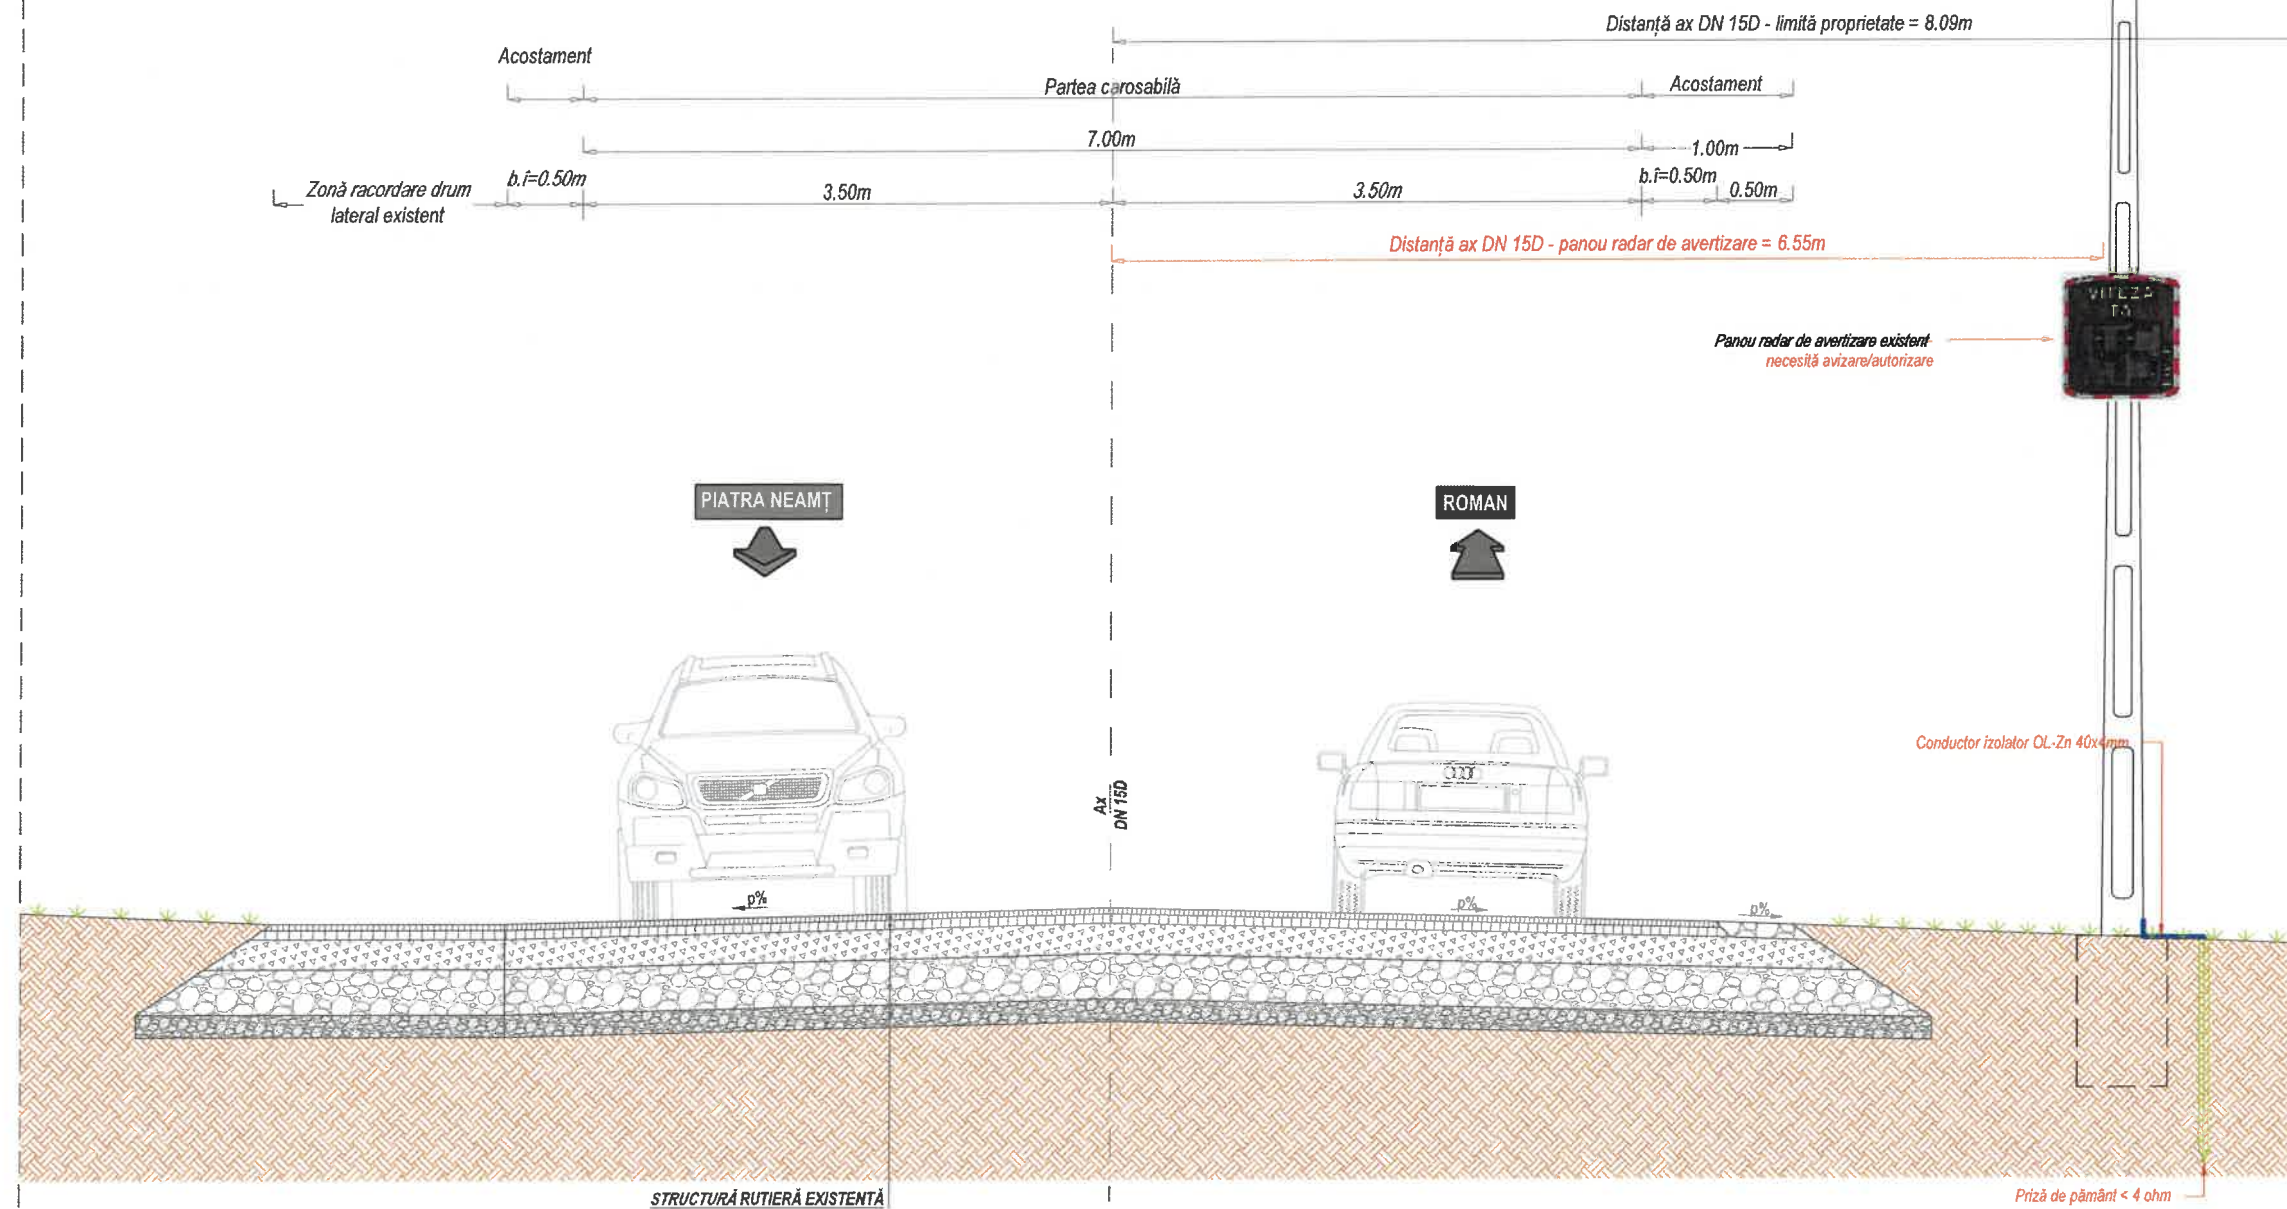 Distanță ax DN 15D - limită proprietate = 8.09m
Acostament
Partea carosabilă
Acostament
7.00m
1.00m
Zonă racordare drum
lateral existent
b.î=0.50m
3.50m
3.50m
b.î=0.50m
0.50m
Distanță ax DN 15D - panou radar de avertizare = 6.55m
VITEZA
TA
Panou radar de avertizare existent
necesită avizare/autorizare
PIATRA NEAMȚ
ROMAN
Conductor izolator OL-Zn 40x4mm
Ax
DN 15D
p%
p%
p%
STRUCTURĂ RUTIERĂ EXISTENTĂ
Priză de pământ < 4 ohm